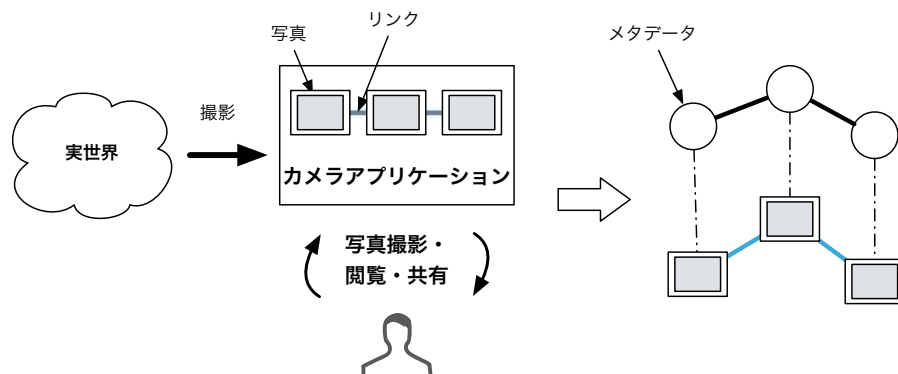 写真
リンク
メタデータ
撮影
実世界
カメラアプリケーション
写真撮影・
閲覧・共有